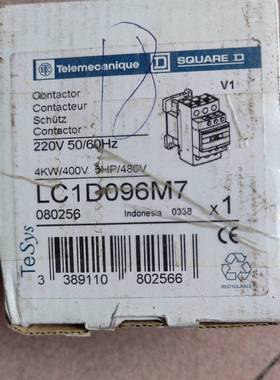 Telemecanique D SQUARE D
Contactor
Contacteur
Schütz
Contactor
V1
220V 50/60Hz
4KW/400V 5HP/480V
LC1D096M7
080256 Indonesia 0338 x 1
TeSys
CE
3 389110 802566
RECYCLABLE